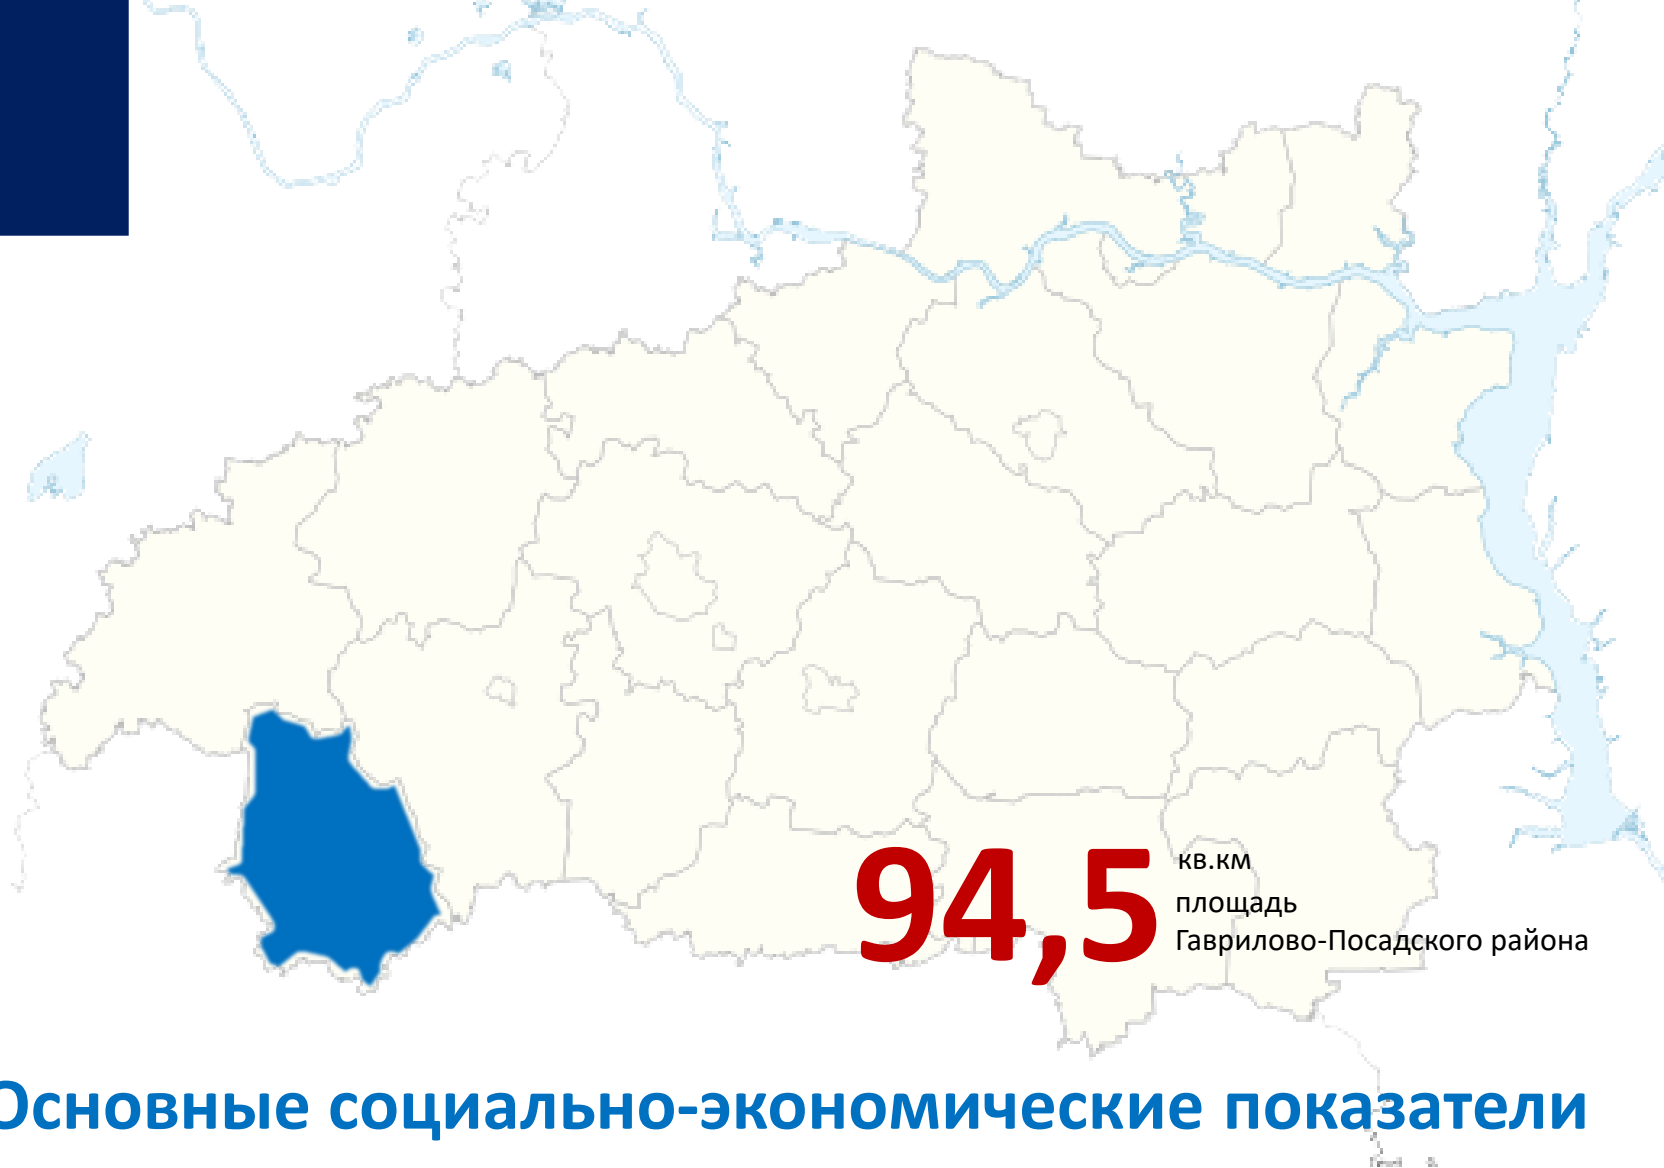 94,5
кв.км
площадь
Гаврилово-Посадского района
Основные социально-экономические показатели